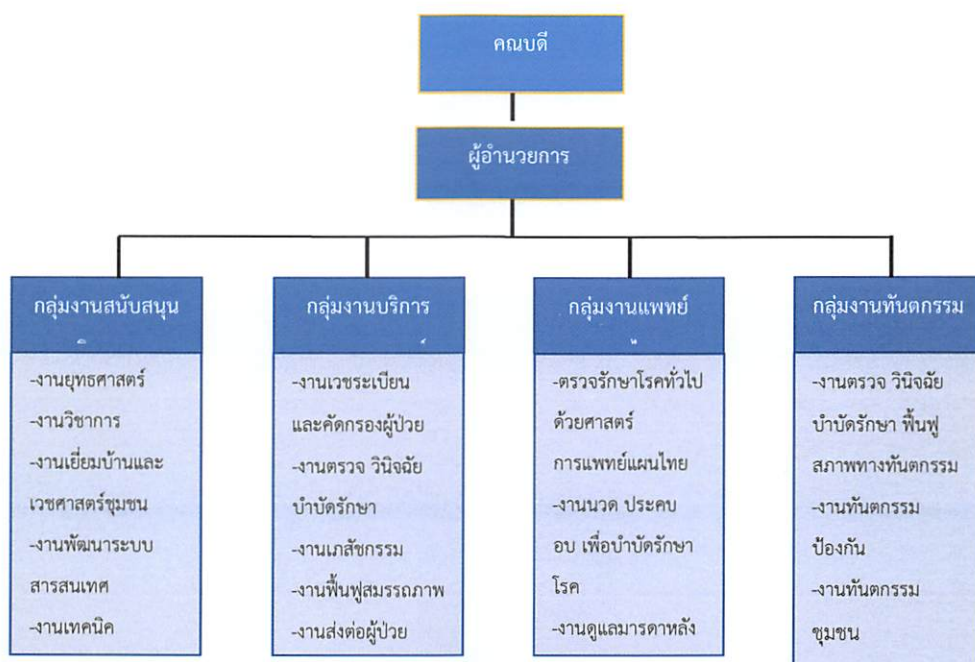 คณบดี
ผู้อำนวยการ
กลุ่มงานสนับสนุน
-งานยุทธศาสตร์
-งานวิชาการ
-งานเยี่ยมบ้านและ
เวชศาสตร์ชุมชน
-งานพัฒนาระบบ
สารสนเทศ
-งานเทคนิค
กลุ่มงานบริการ
-งานเวชระเบียน
และคัดกรองผู้ป่วย
-งานตรวจ วินิจฉัย
บำบัดรักษา
-งานเภสัชกรรม
-งานฟื้นฟูสมรรถภาพ
-งานส่งต่อผู้ป่วย
กลุ่มงานแพทย์
-ตรวจรักษาโรคทั่วไป
ด้วยศาสตร์
การแพทย์แผนไทย
-งานนวด ประคบ
อบ เพื่อบำบัดรักษา
โรค
-งานดูแลมารดาหลัง
กลุ่มงานทันตกรรม
-งานตรวจ วินิจฉัย
บำบัดรักษา ฟื้นฟู
สภาพทางทันตกรรม
-งานทันตกรรม
ป้องกัน
-งานทันตกรรม
ชุมชน